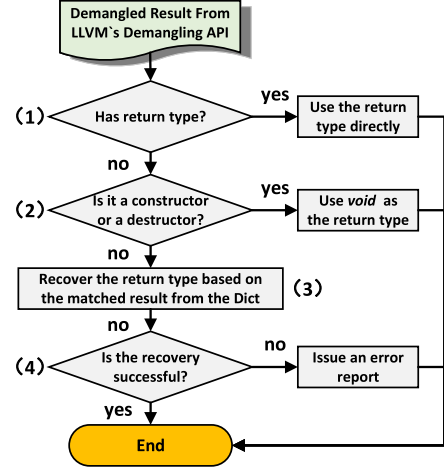 Demangled Result From
LLVM`s Demangling API
(1)
Has return type?
yes
Use the return
type directly
no
(2)
Is it a constructor
or a destructor?
yes
Use void as
the return type
no
Recover the return type based on
the matched result from the Dict
(3)
no
(4)
Is the recovery
successful?
no
Issue an error
report
yes
End